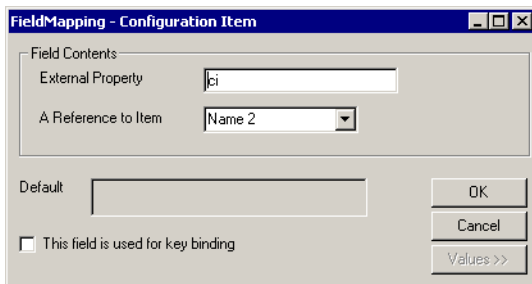 FieldMapping - Configuration Item
Field Contents
External Property
ci
A Reference to Item
Name 2
Default
OK
Cancel
This field is used for key binding
Values >>